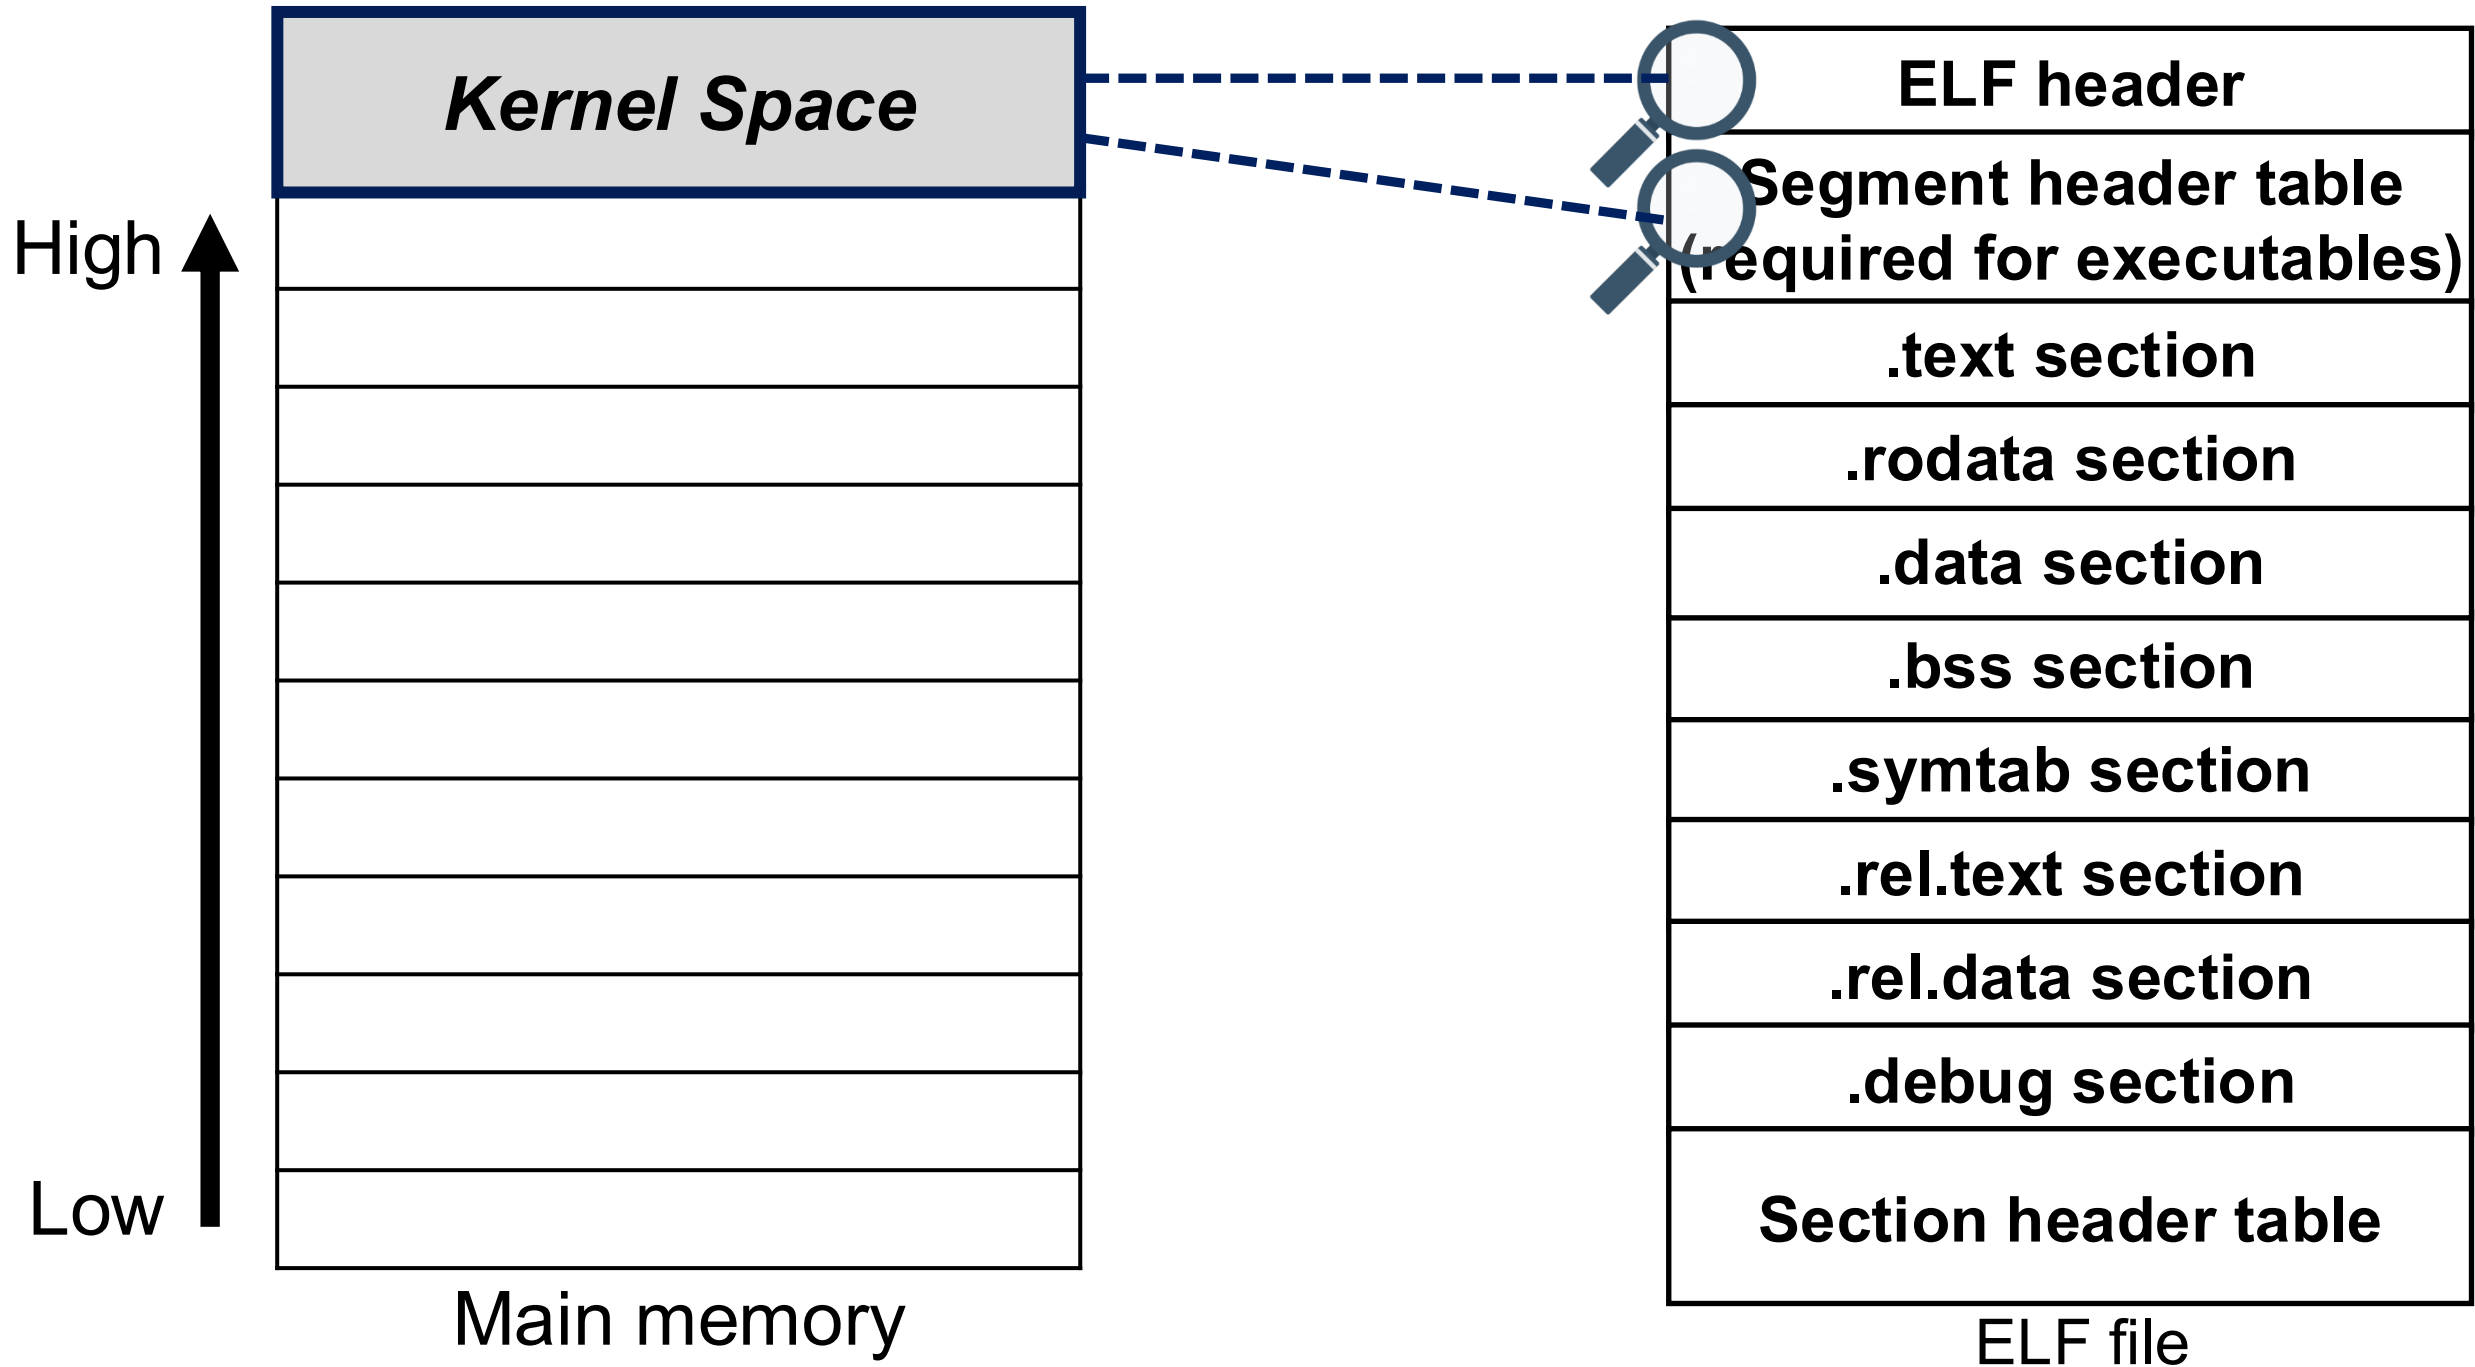 Kernel Space
High
Low
Main memory
ELF header
Segment header table
(required for executables)
.text section
.rodata section
.data section
.bss section
.symtab section
.rel.text section
.rel.data section
.debug section
Section header table
ELF file